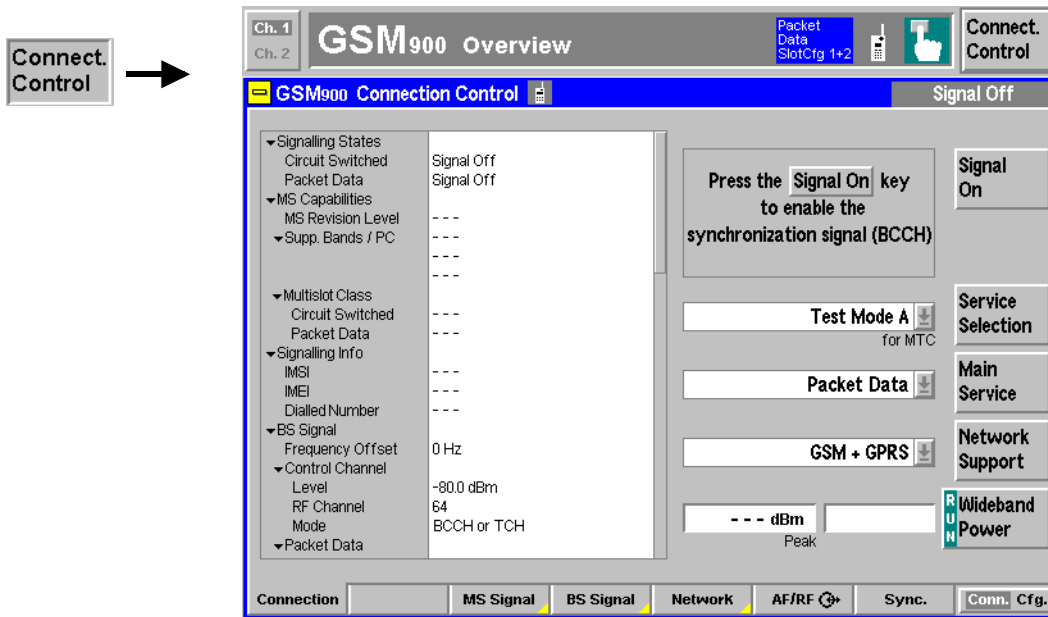 Connect.
Control
Ch. 1
Ch. 2
GSM900 Overview
Packet
Data
SlotCfg 1+2
Connect.
Control
GSM900 Connection Control
Signal Off
Signalling States
Circuit Switched Signal Off
Packet Data Signal Off
MS Capabilities
MS Revision Level - - -
Supp. Bands / PC - - -
- - -
- - -
Multislot Class
Circuit Switched - - -
Packet Data - - -
Signalling Info
IMSI - - -
IMEI - - -
Dialled Number - - -
BS Signal
Frequency Offset 0 Hz
Control Channel
Level -80.0 dBm
RF Channel 64
Mode BCCH or TCH
Packet Data
Press the Signal On key
to enable the
synchronization signal (BCCH)
Test Mode A
for MTC
Packet Data
GSM + GPRS
- - - dBm
Peak
Signal
On
Service
Selection
Main
Service
Network
Support
RUN
Wideband
Power
Connection MS Signal BS Signal Network AF/RF Sync. Conn. Cfg.